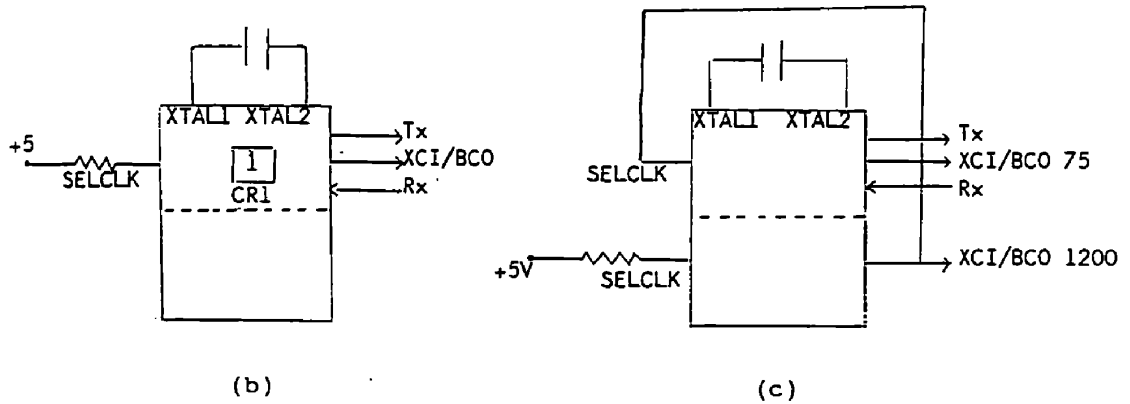 XTAL1 XTAL2
+5
SELCLK
1
CR1
Tx
XCI/BCO
Rx
(b)
XTAL1 XTAL2
SELCLK
Tx
XCI/BCO 75
Rx
+5V
SELCLK
XCI/BCO 1200
(c)